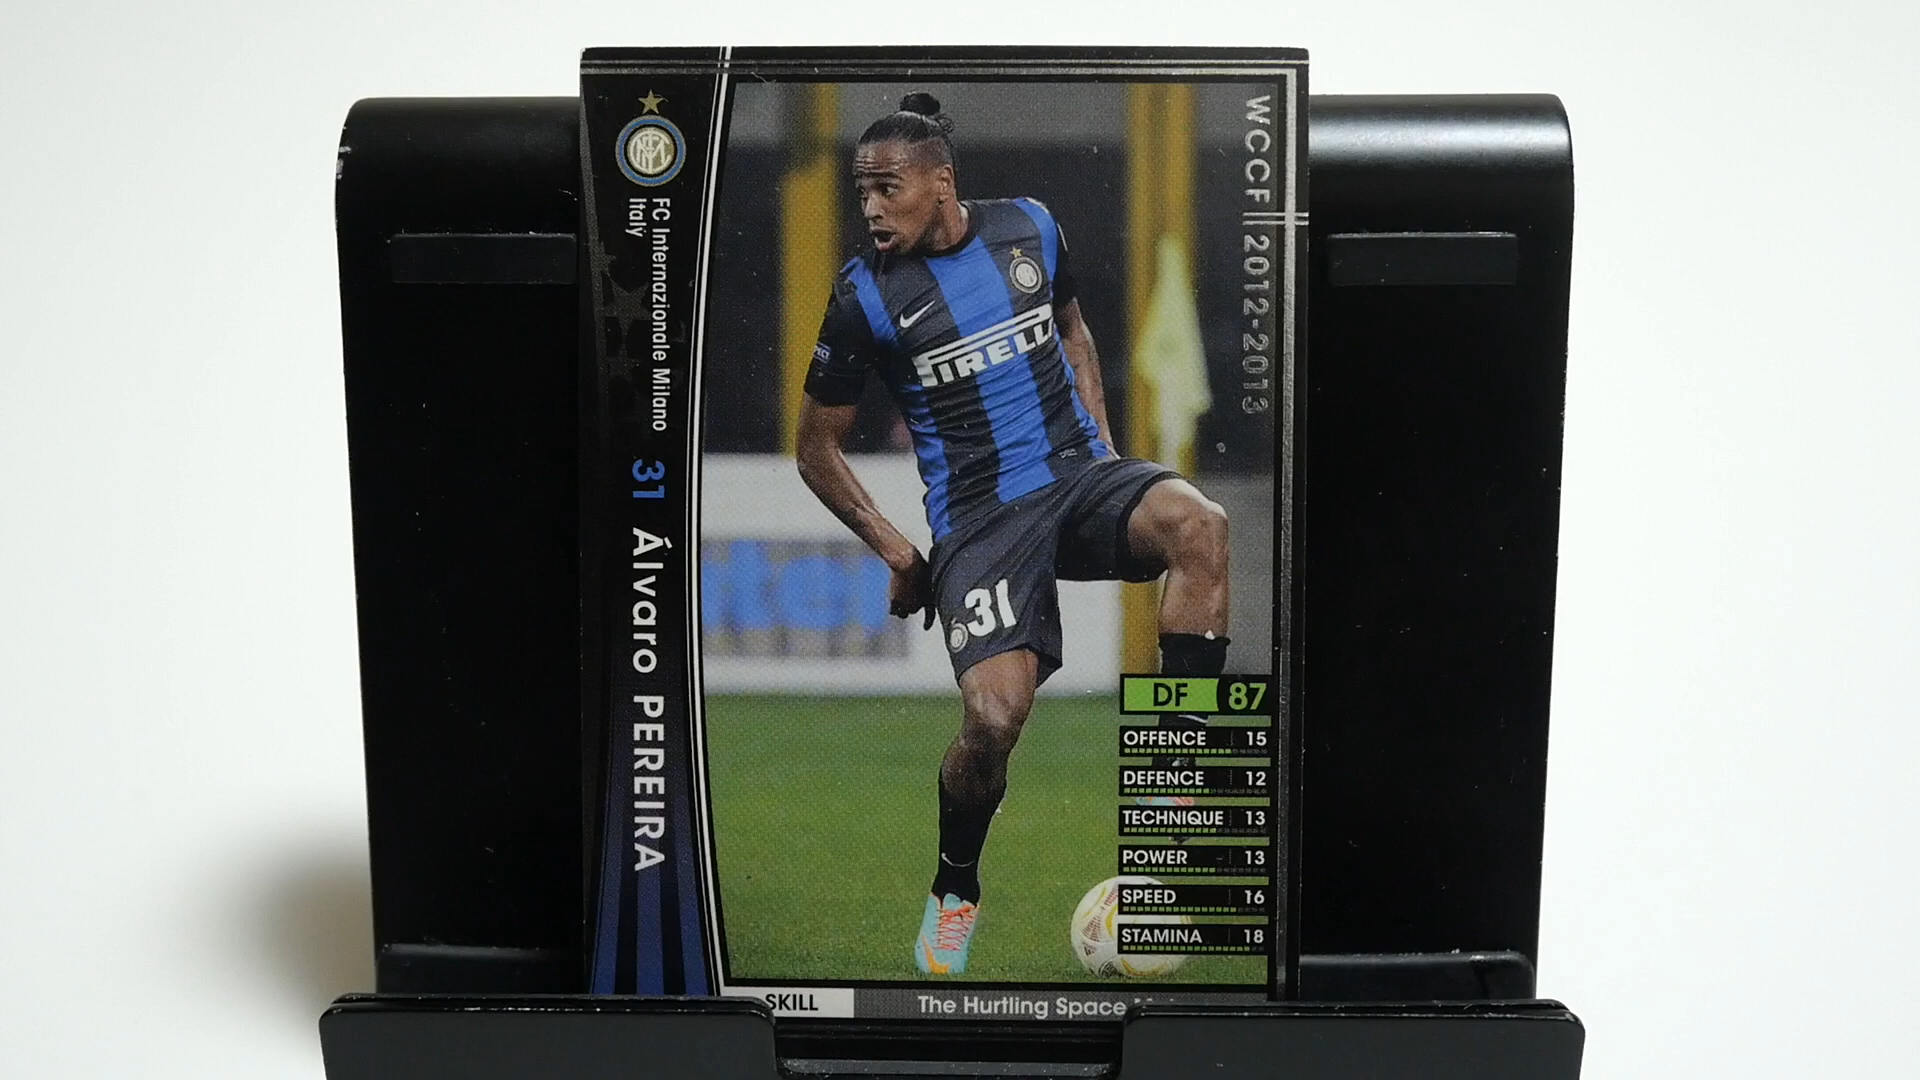 WCCF 2012-2013
FC Internazionale Milano
Italy
31 Álvaro PEREIRA
PIRELLI
31
DF 87
OFFENCE 15
DEFENCE 12
TECHNIQUE 13
POWER 13
SPEED 16
STAMINA 18
SKILL The Hurtling Space